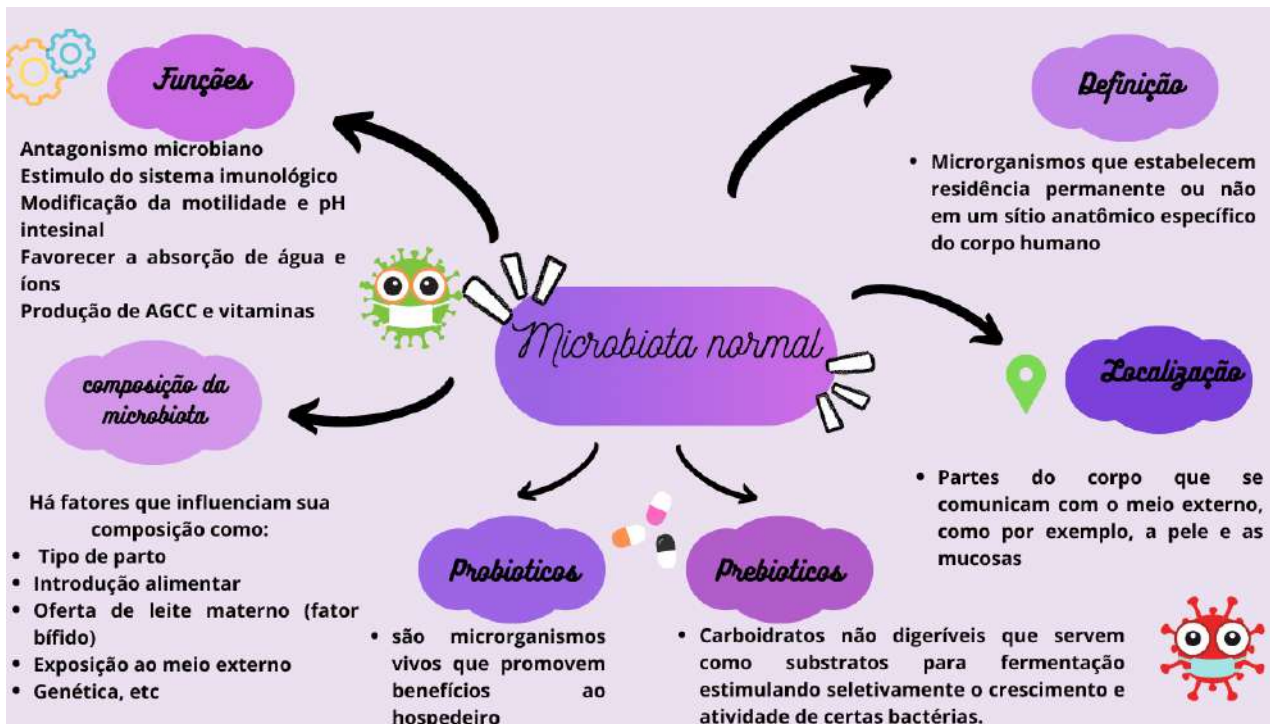 Microbiota normal
Definição
• Microrganismos que estabelecem
residência permanente ou não
em um sítio anatômico específico
do corpo humano
Localização
• Partes do corpo que se
comunicam com o meio externo,
como por exemplo, a pele e as
mucosas
Prebioticos
• Carboidratos não digeríveis que servem
como substratos para fermentação
estimulando seletivamente o crescimento e
atividade de certas bactérias.
Probioticos
• são microrganismos
vivos que promovem
benefícios ao
hospedeiro
composição da
microbiota
Há fatores que influenciam sua
composição como:
• Tipo de parto
• Introdução alimentar
• Oferta de leite materno (fator
bífido)
• Exposição ao meio externo
• Genética, etc
Funções
Antagonismo microbiano
Estimulo do sistema imunológico
Modificação da motilidade e pH
intesinal
Favorecer a absorção de água e
íons
Produção de AGCC e vitaminas